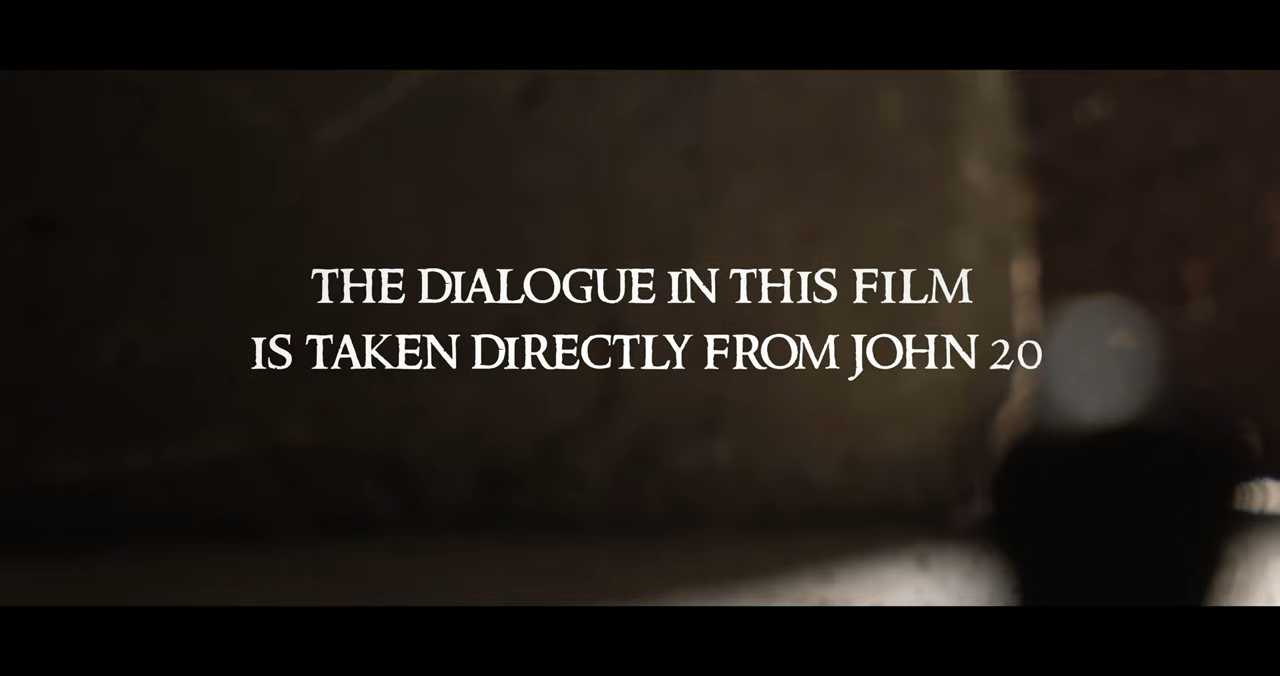 THE DIALOGUE IN THIS FILM
IS TAKEN DIRECTLY FROM JOHN 20